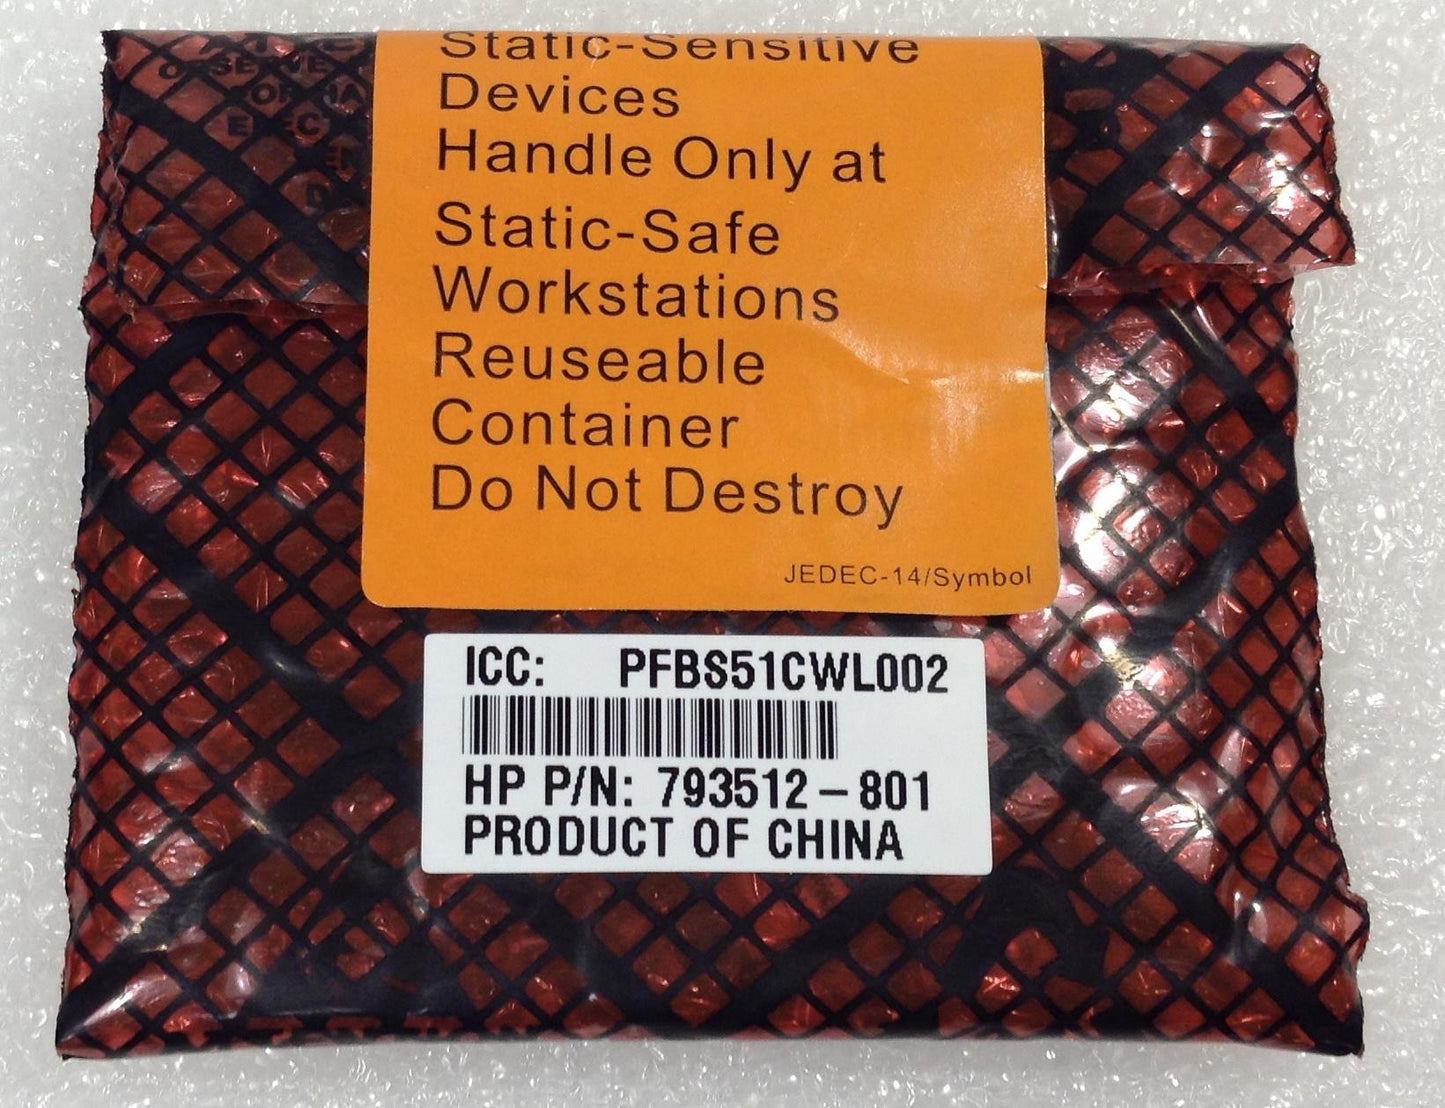 Static-Sensitive
Devices
Handle Only at
Static-Safe
Workstations
Reuseable
Container
Do Not Destroy
JEDEC-14/Symbol
ICC: PFBS51CWL002
HP P/N: 793512-801
PRODUCT OF CHINA